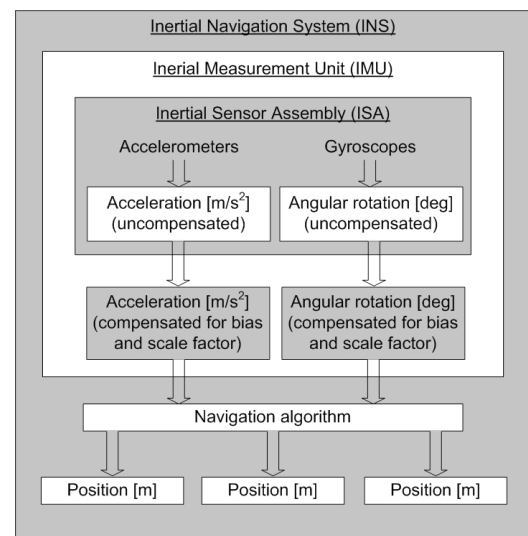 Inertial Navigation System (INS)
Inerial Measurement Unit (IMU)
Inertial Sensor Assembly (ISA)
Accelerometers
Gyroscopes
Acceleration [m/s²]
(uncompensated)
Angular rotation [deg]
(uncompensated)
Acceleration [m/s²]
(compensated for bias
and scale factor)
Angular rotation [deg]
(compensated for bias
and scale factor)
Navigation algorithm
Position [m]
Position [m]
Position [m]